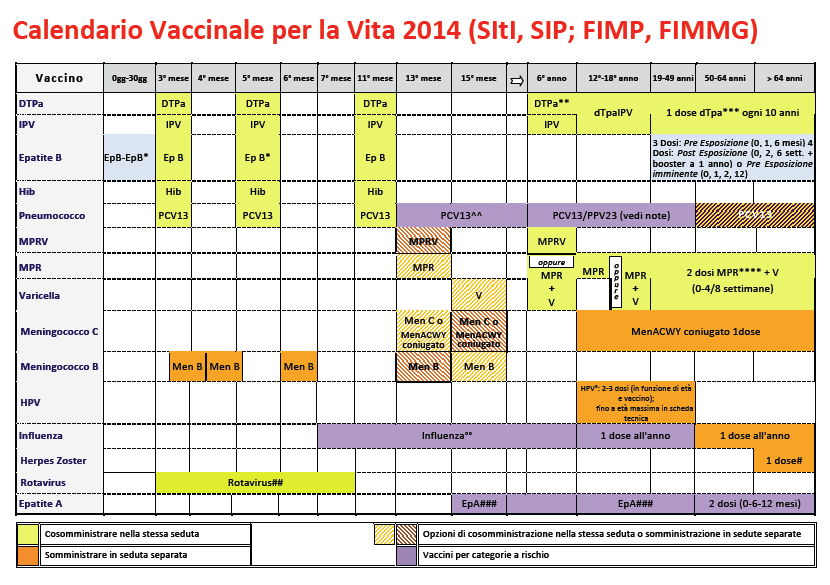 Calendario Vaccinale per la Vita 2014 (SItI, SIP; FIMP, FIMMG)
Vaccino 0gg-30gg 3° mese 4° mese 5° mese 6° mese 7° mese 11° mese 13° mese 15° mese ⇨ 6° anno 12°-18° anno 19-49 anni 50-64 anni > 64 anni
DTPa DTPa DTPa DTPa DTPa** dTpaIPV 1 dose dTpa*** ogni 10 anni
IPV IPV IPV IPV IPV
Epatite B EpB-EpB* Ep B Ep B* Ep B
3 Dosi: Pre Esposizione (0, 1, 6 mesi) 4
Dosi: Post Esposizione (0, 2, 6 sett. +
booster a 1 anno) o Pre Esposizione
imminente (0, 1, 2, 12)
Hib Hib Hib Hib
Pneumococco PCV13 PCV13 PCV13 PCV13^^ PCV13/PPV23 (vedi note) PCV13
MPRV MPRV MPRV
MPR MPR
oppure
MPR
+
V
MPR
oppure
MPR
+
V
2 dosi MPR**** + V
(0-4/8 settimane)
Varicella V
Meningococco C
Men C o
MenACWY
coniugato
Men C o
MenACWY
coniugato
MenACWY coniugato 1dose
Meningococco B Men B Men B Men B Men B Men B
HPV
HPV°: 2-3 dosi (in funzione di età
e vaccino);
fino a età massima in scheda
tecnica
Influenza Influenza°° 1 dose all'anno 1 dose all'anno
Herpes Zoster 1 dose#
Rotavirus Rotavirus##
Epatite A EpA### EpA### 2 dosi (0-6-12 mesi)
Cosomministrare nella stessa seduta
Opzioni di cosomministrazione nella stessa seduta o somministrazione in sedute separate
Somministrare in seduta separata
Vaccini per categorie a rischio